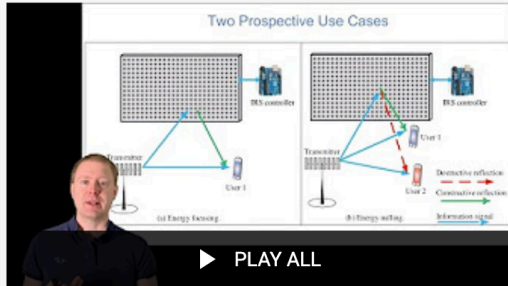 Two Prospective Use Cases
IRS controller
IRS controller
Transmitter
User 1
(a) Energy focusing.
Transmitter
User 1
User 2
(b) Energy nulling.
Destructive reflection
Constructive reflection
Information signal
PLAY ALL